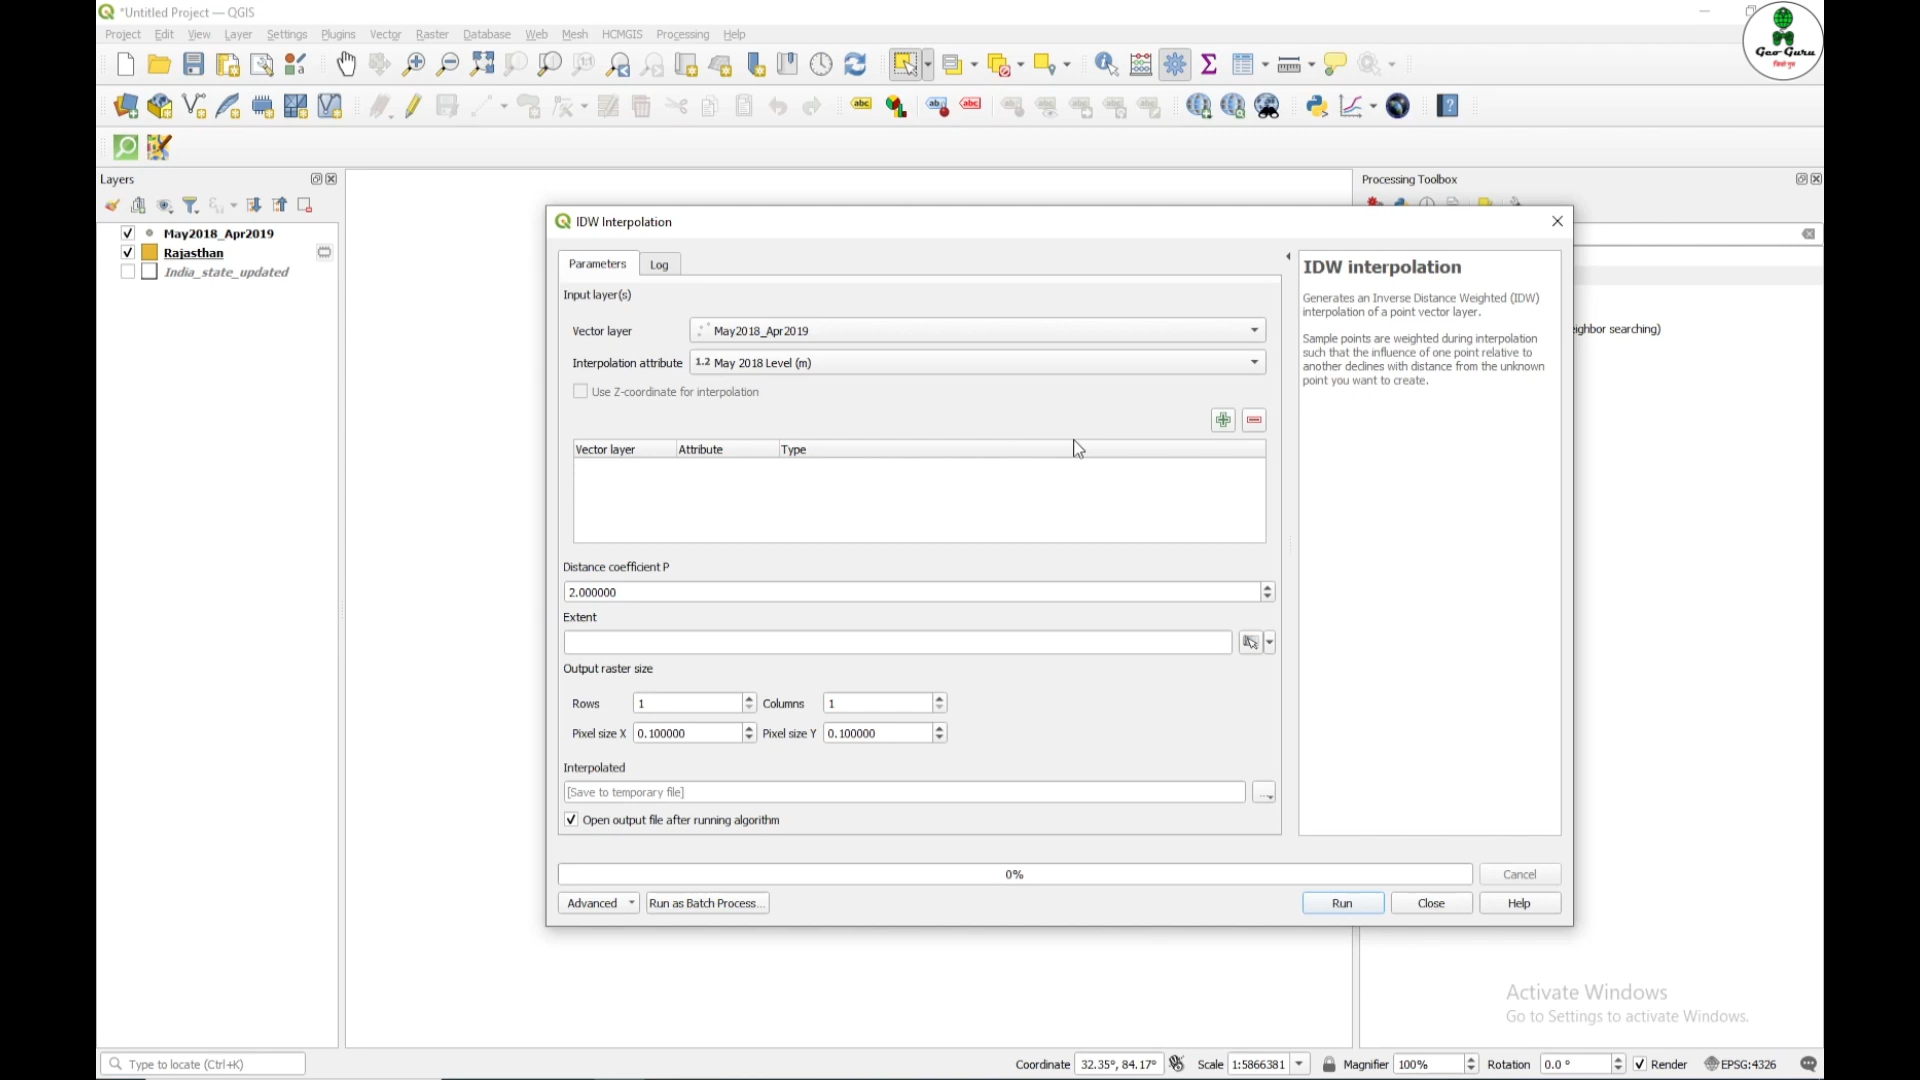 *Untitled Project — QGIS
Project Edit View Layer Settings Plugins Vector Raster Database Web Mesh HCMGIS Processing Help
Geo Guru
Layers
Processing Toolbox
May2018_Apr2019
Rajasthan
India_state_updated
IDW Interpolation
Parameters Log
Input layer(s)
Vector layer May2018_Apr2019
Interpolation attribute 1.2 May 2018 Level (m)
Use Z-coordinate for interpolation
Vector layer Attribute Type
Distance coefficient P
2.000000
Extent
Output raster size
Rows 1 Columns 1
Pixel size X 0.100000 Pixel size Y 0.100000
Interpolated
[Save to temporary file]
Open output file after running algorithm
IDW interpolation
Generates an Inverse Distance Weighted (IDW)
interpolation of a point vector layer.
Sample points are weighted during interpolation
such that the influence of one point relative to
another declines with distance from the unknown
point you want to create.
eighbor searching)
0%
Cancel
Advanced Run as Batch Process... Run Close Help
Activate Windows
Go to Settings to activate Windows.
Type to locate (Ctrl+K) Coordinate 32.35°, 84.17° Scale 1:5866381 Magnifier 100% Rotation 0.0 ° Render EPSG:4326